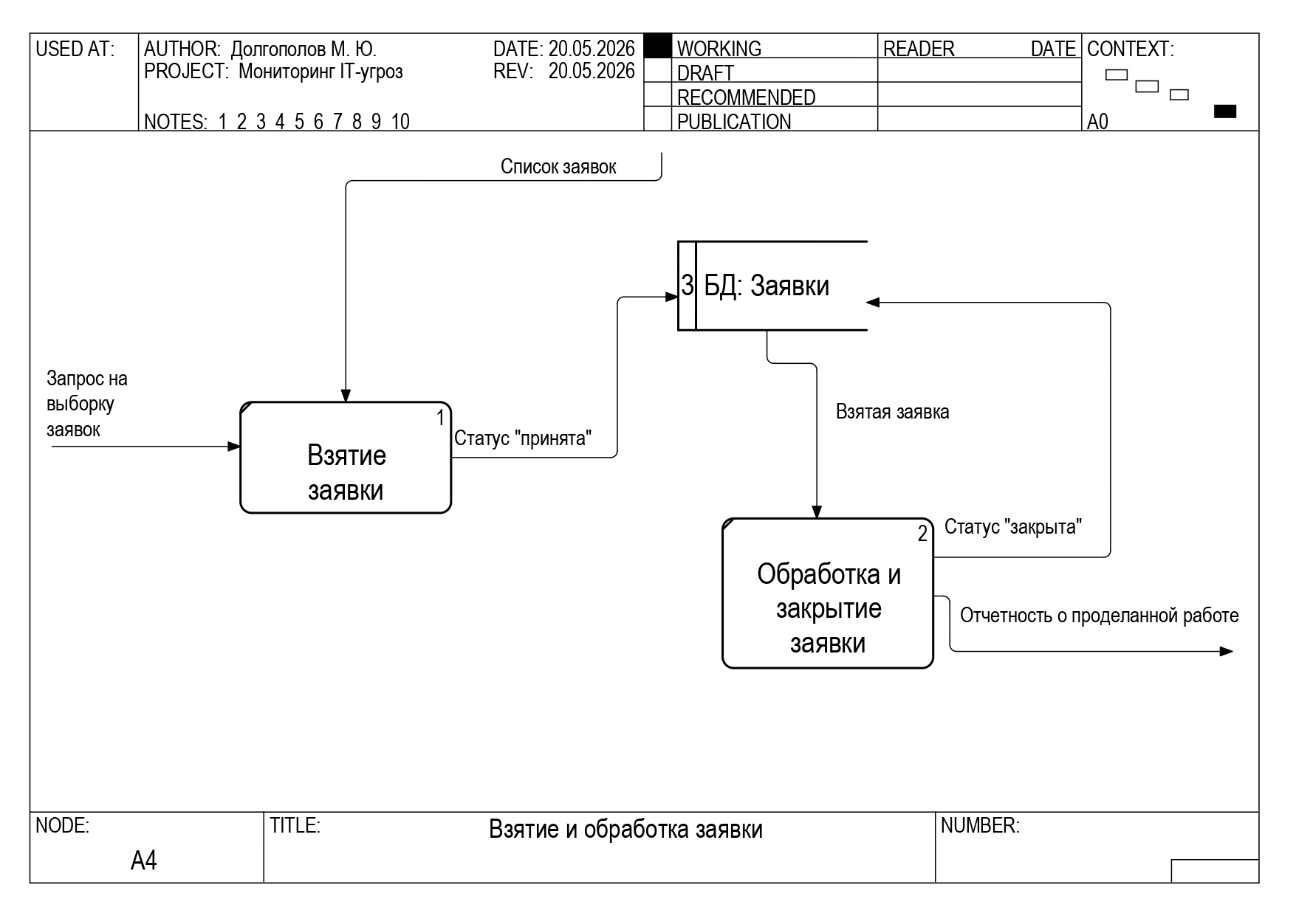 USED AT:
AUTHOR: Долгополов М. Ю.
DATE: 20.05.2026
PROJECT: Мониторинг IT-угроз
REV: 20.05.2026
NOTES: 1 2 3 4 5 6 7 8 9 10
WORKING
DRAFT
RECOMMENDED
PUBLICATION
READER
DATE
CONTEXT:
A0
Список заявок
3
БД: Заявки
Запрос на
выборку
заявок
1
Взятие
заявки
Статус "принята"
Взятая заявка
2
Обработка и
закрытие
заявки
Статус "закрыта"
Отчетность о проделанной работе
NODE:
A4
TITLE:
Взятие и обработка заявки
NUMBER: